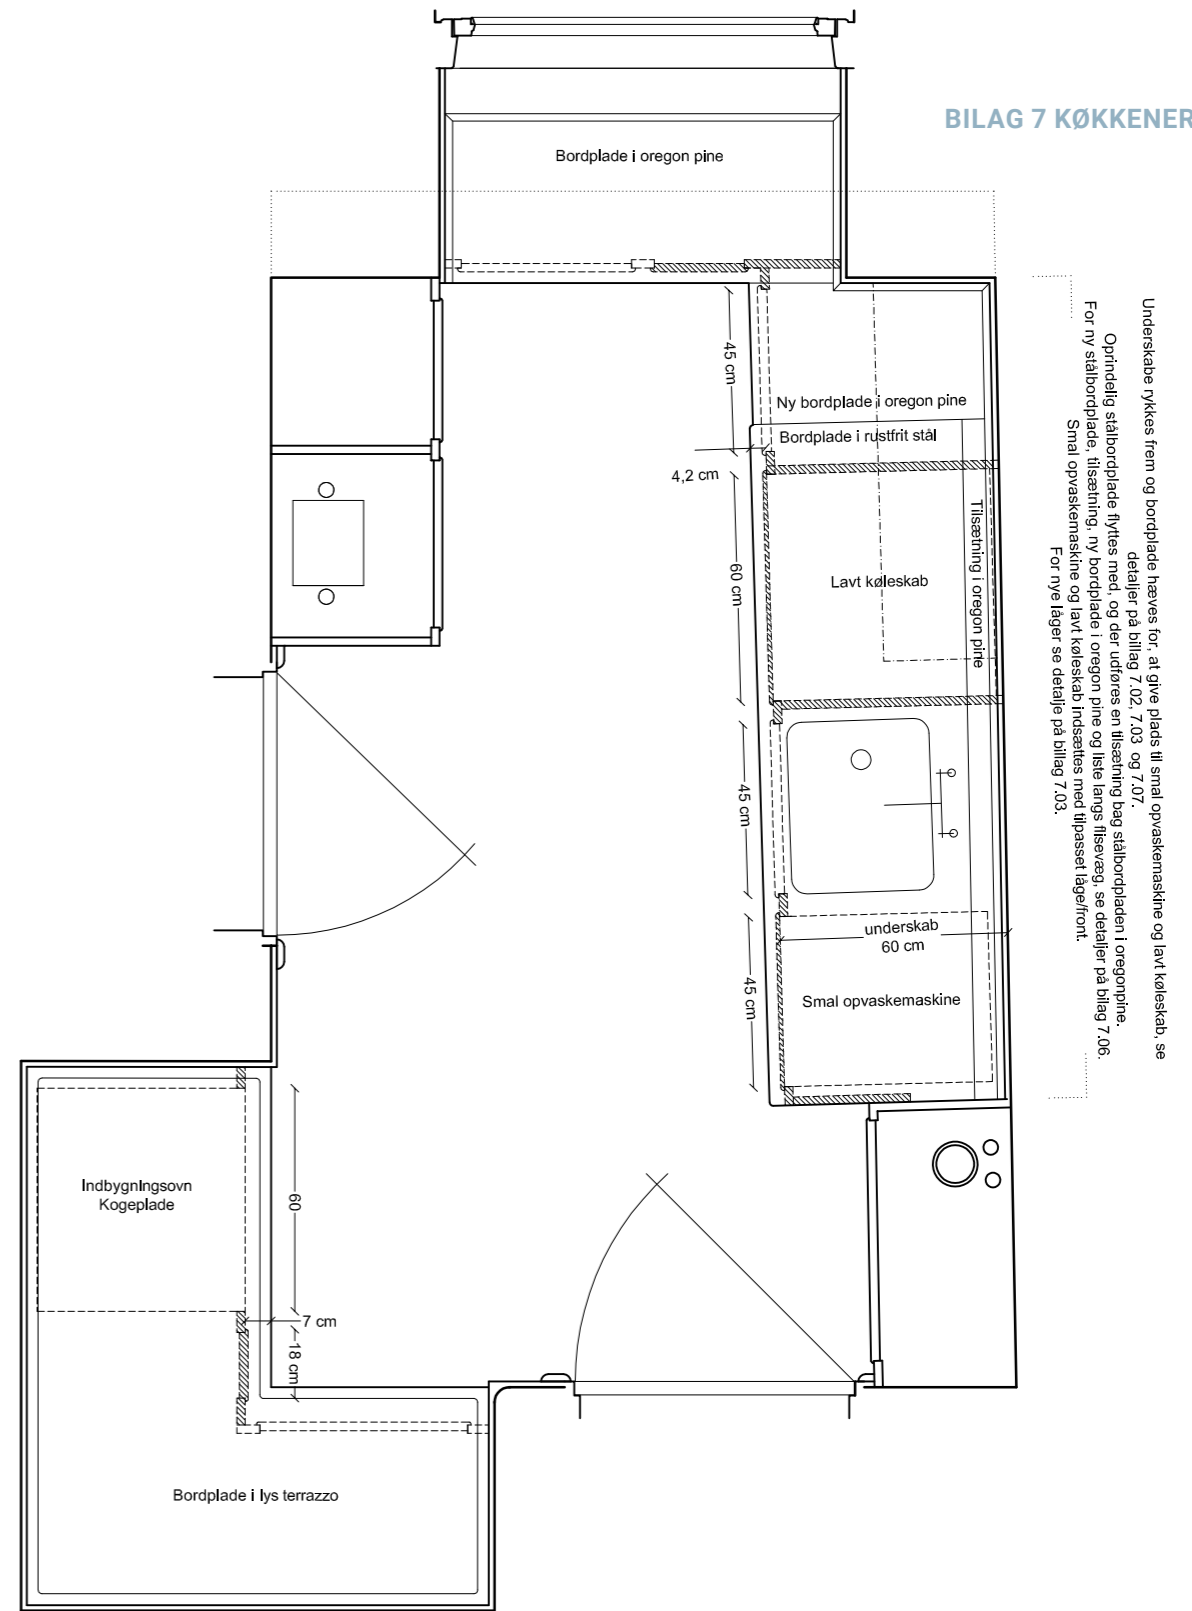 BILAG 7 KØKKENER
Bordplade i oregon pine
45 cm
Ny bordplade i oregon pine
Bordplade i rustfrit stål
4,2 cm
60 cm
Lavt køleskab
Tilsætning i oregon pine
45 cm
underskab
60 cm
45 cm
Smal opvaskemaskine
Underskabe rykkes frem og bordplade hæves for, at give plads til smal opvaskemaskine og lavt køleskab, se
detaljer på billag 7.02, 7.03 og 7.07.
Oprindelig stålbordplade flyttes med, og der udføres en tilsætning bag stålbordpladen i oregonpine.
For ny stålbordplade, tilsætning, ny bordplade i oregon pine og liste langs flisevæg, se detaljer på bilag 7.06.
Smal opvaskemaskine og lavt køleskab indsættes med tilpasset låge/front.
For nye låger se detalje på billag 7.03.
Indbygningsovn
Kogeplade
60
7 cm
18 cm
Bordplade i lys terrazzo